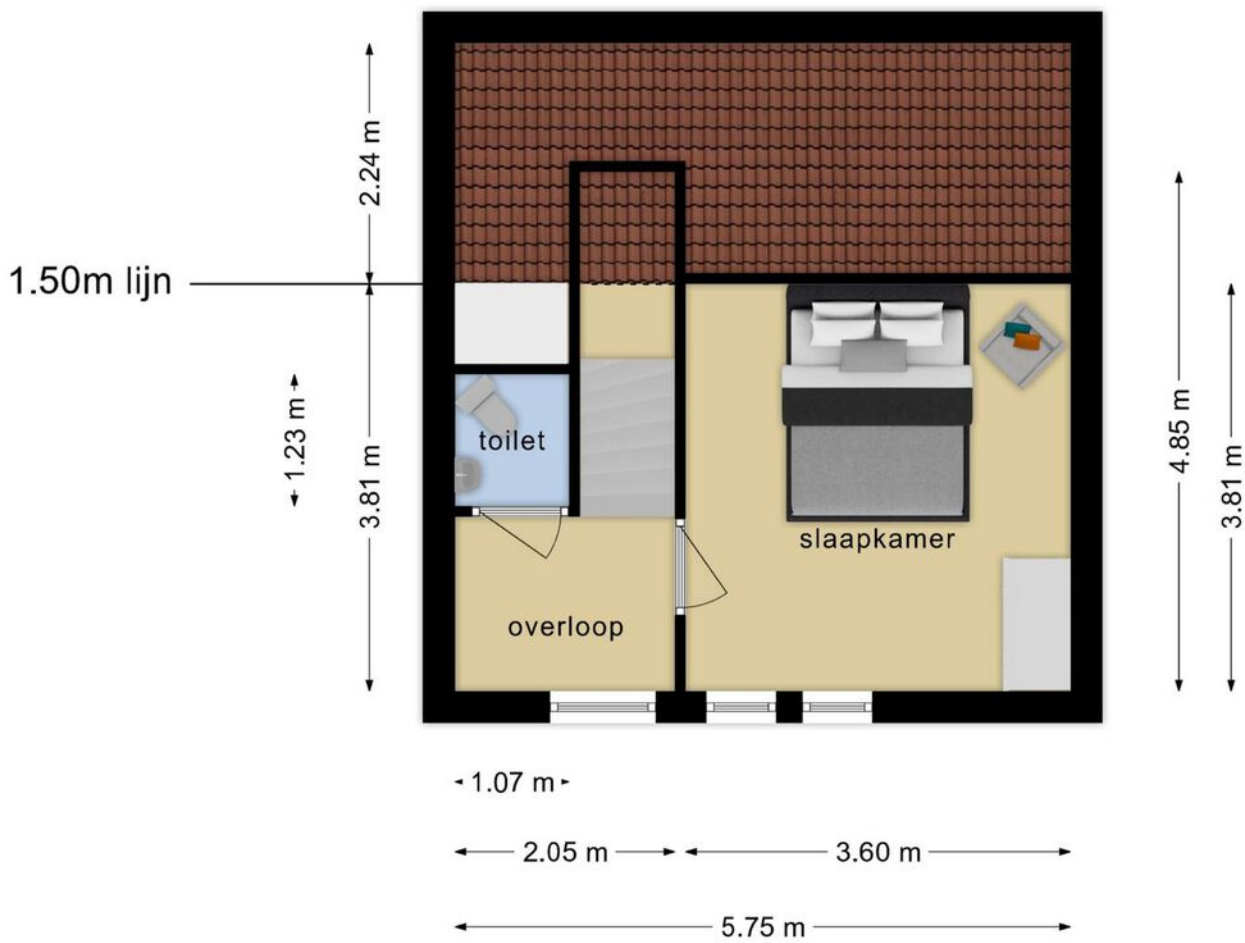 2.24 m
1.50m lijn
1.23 m
3.81 m
toilet
4.85 m
3.81 m
slaapkamer
overloop
1.07 m
2.05 m
3.60 m
5.75 m